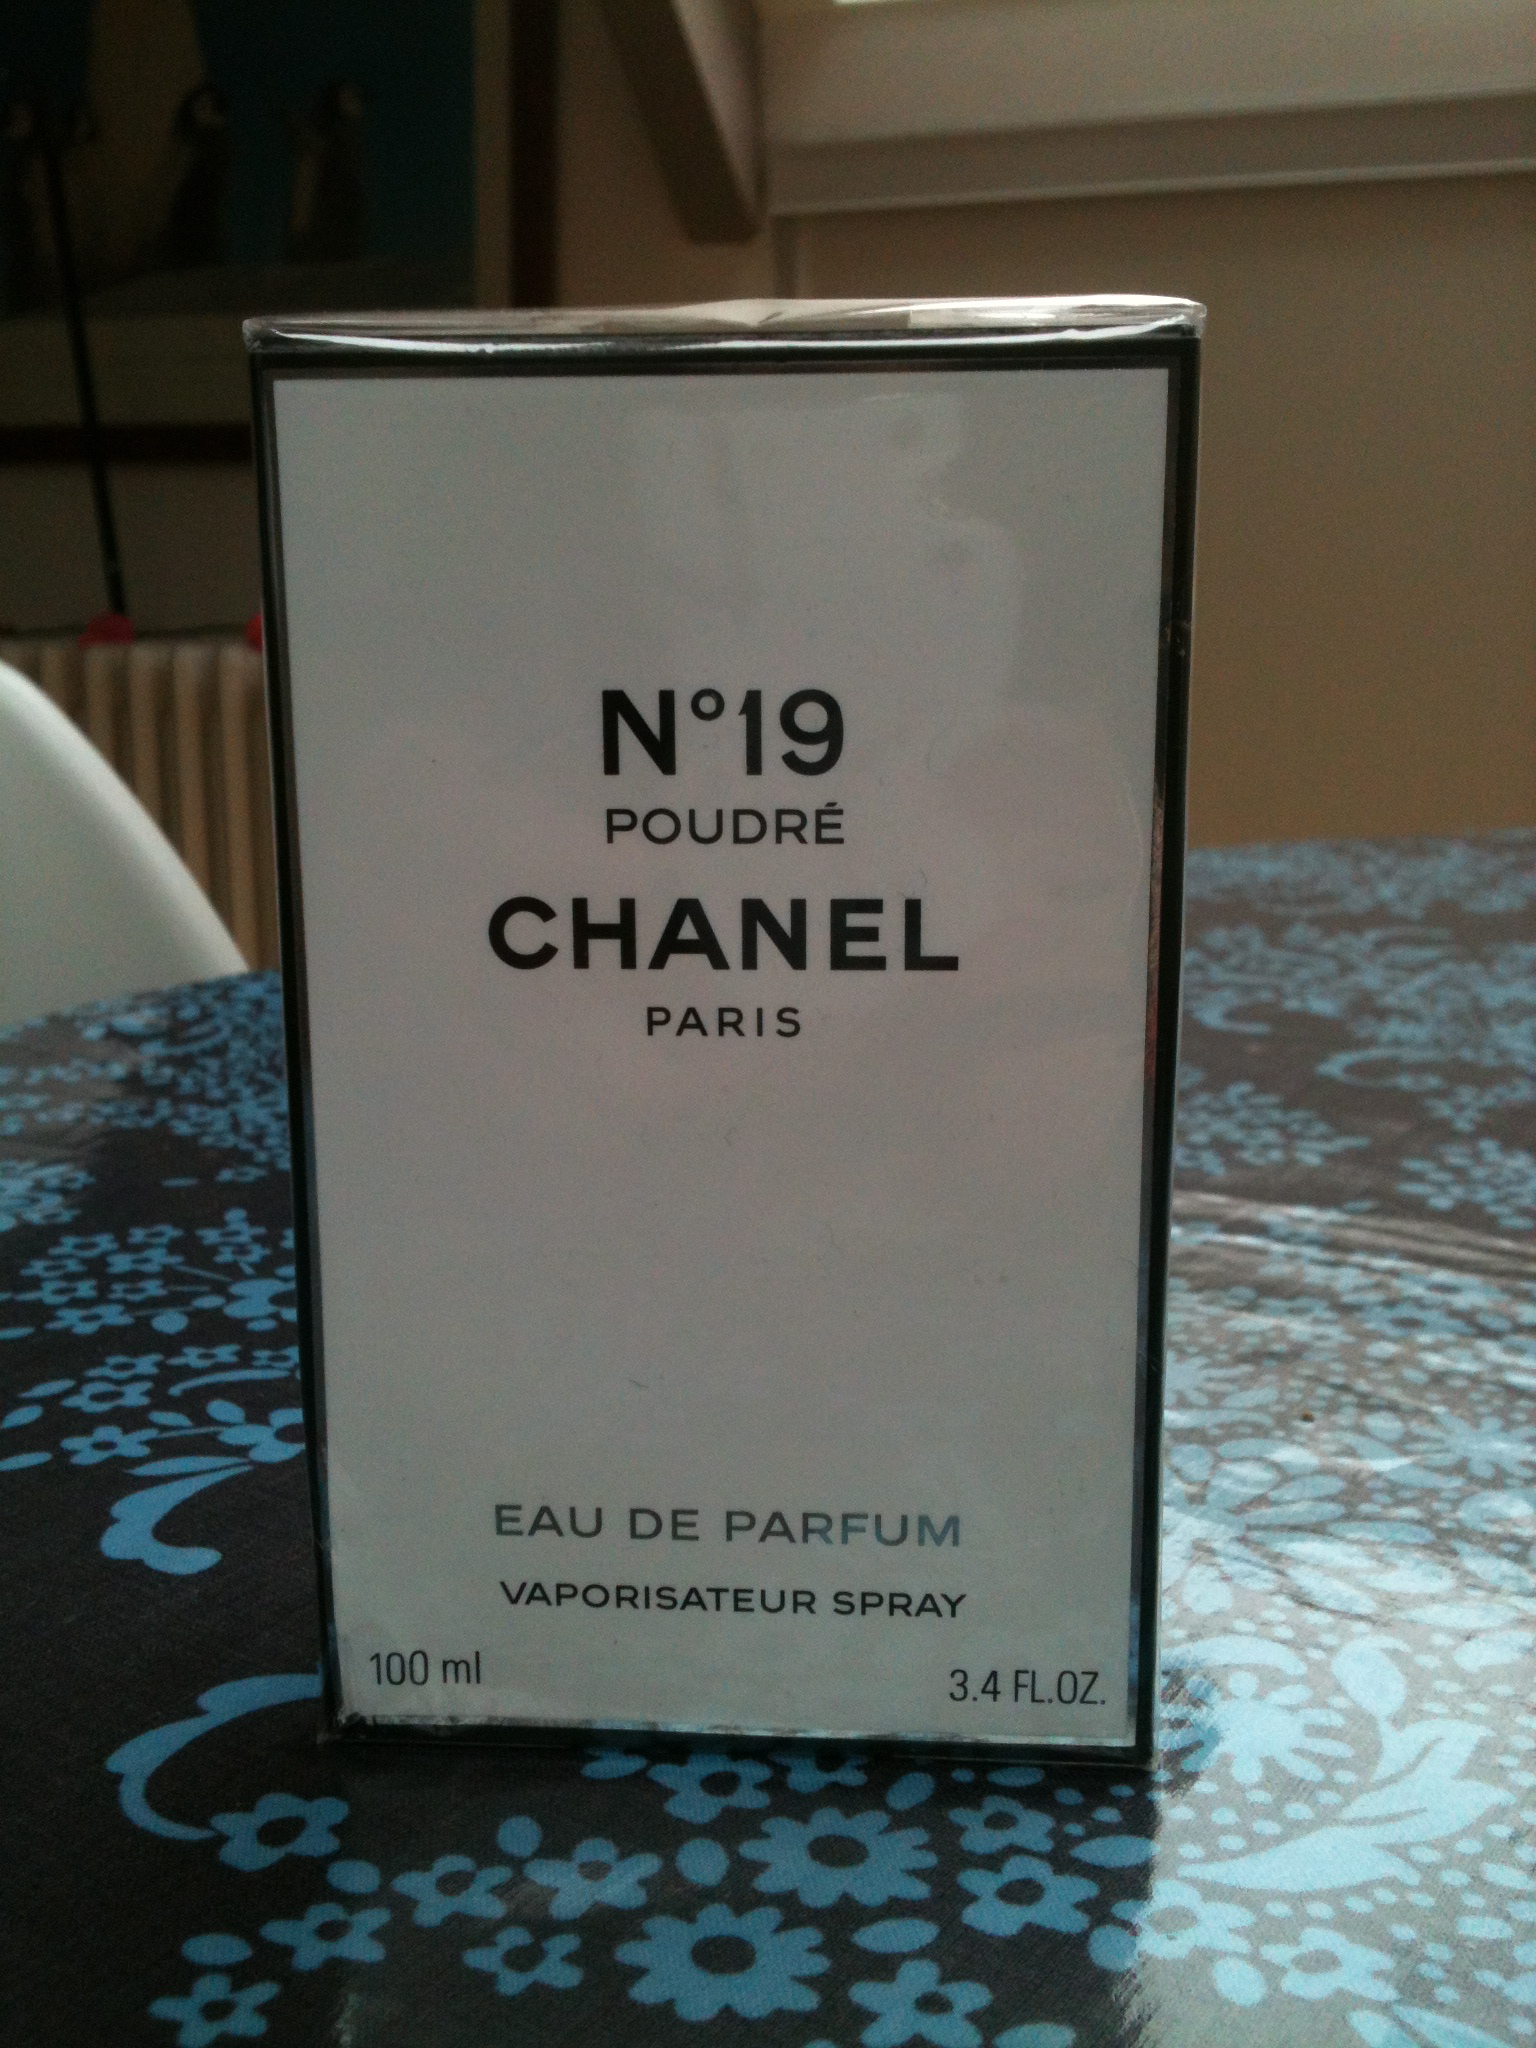 N°19
POUDRÉ
CHANEL
PARIS
EAU DE PARFUM
VAPORISATEUR SPRAY
100 ml 3.4 FL.OZ.